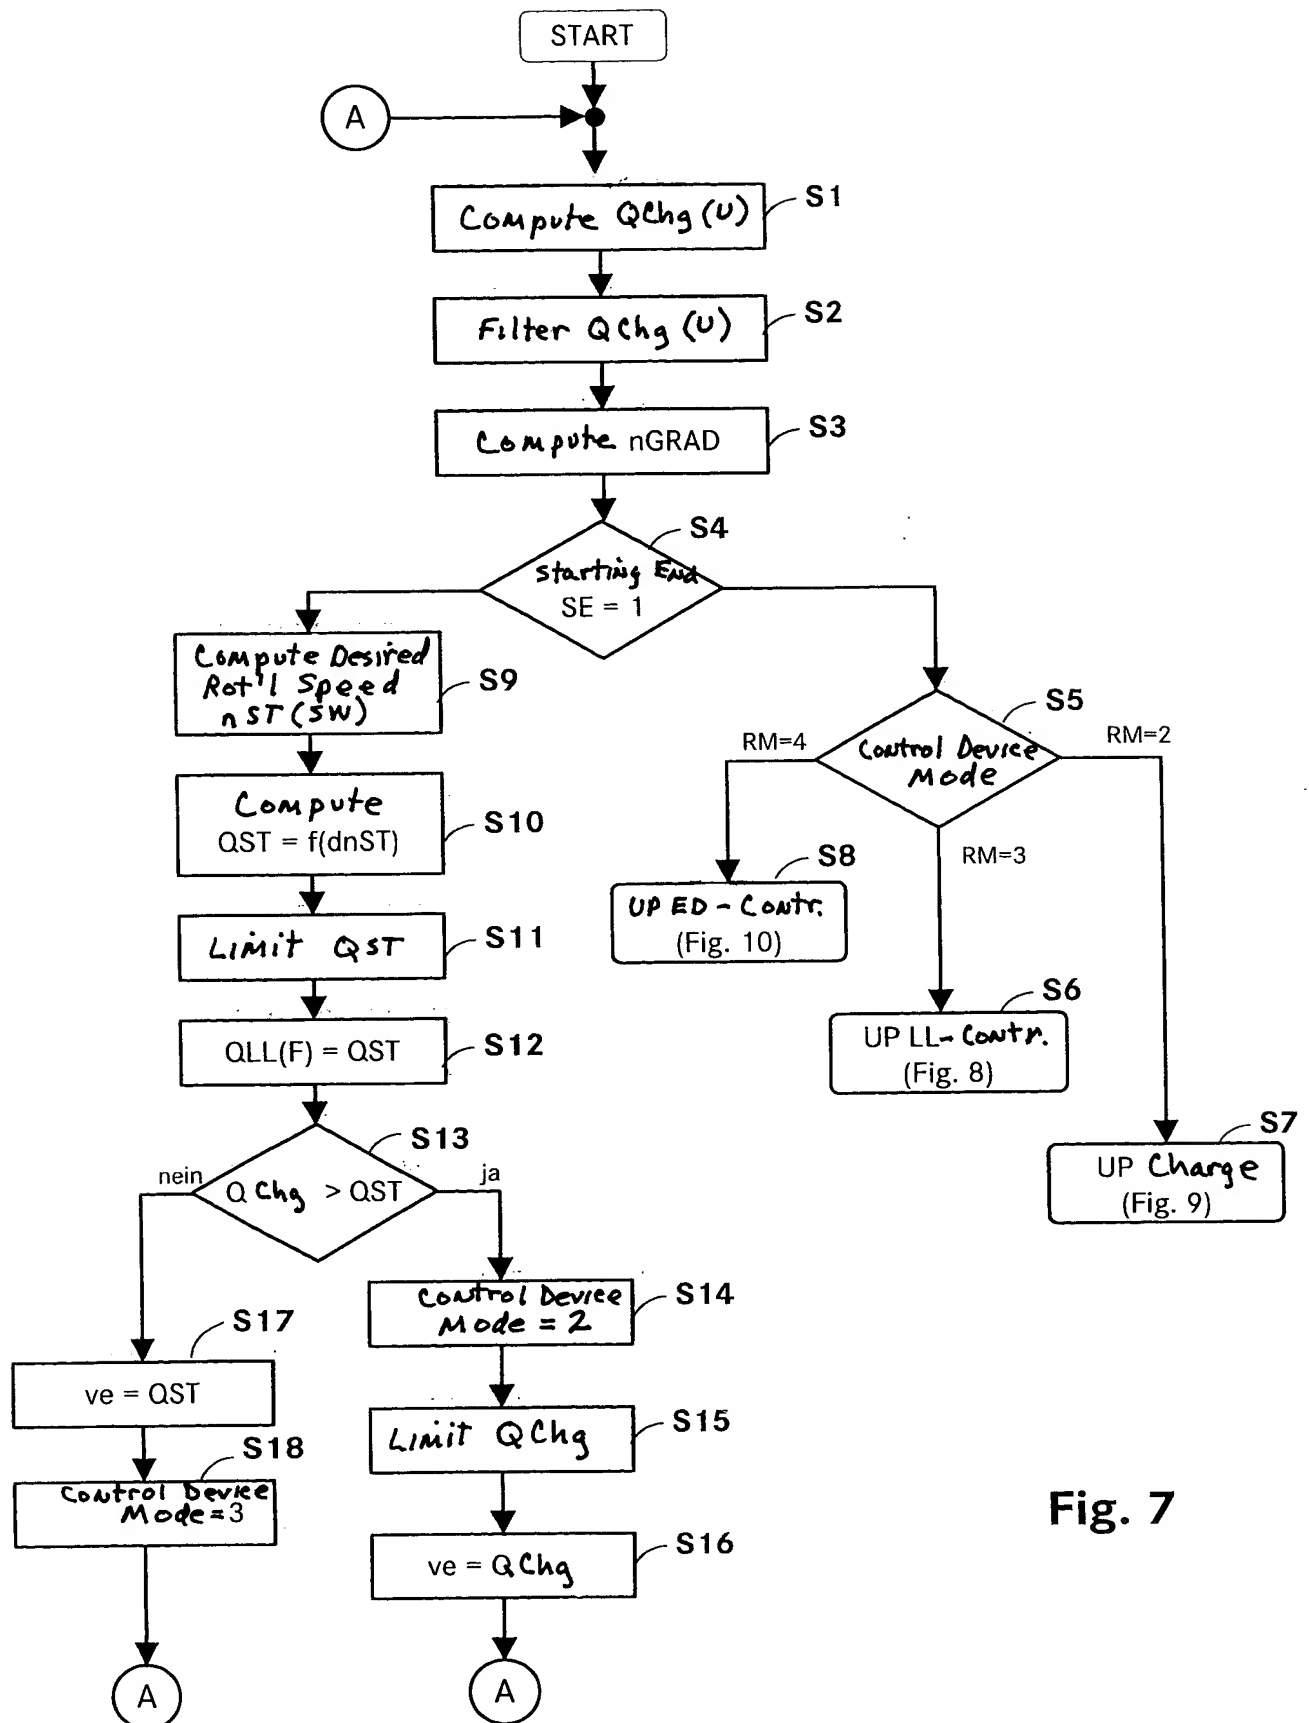 START
A
Compute QChg (U)
S1
Filter QChg (U)
S2
Compute nGRAD
S3
S4
Starting End
SE = 1
Compute Desired
Rot'l Speed
nST (SW)
S9
Compute
QST = f(dnST)
S10
Limit QST
S11
QLL(F) = QST
S12
S5
RM=4
RM=2
Control Device
Mode
RM=3
S8
UP ED - Contr.
(Fig. 10)
S6
UP LL - Contr.
(Fig. 8)
S7
UP Charge
(Fig. 9)
S13
nein
ja
Q Chg > QST
Control Device
Mode = 2
S14
S17
ve = QST
Limit QChg
S15
S18
Control Device
Mode = 3
ve = QChg
S16
A
A
Fig. 7